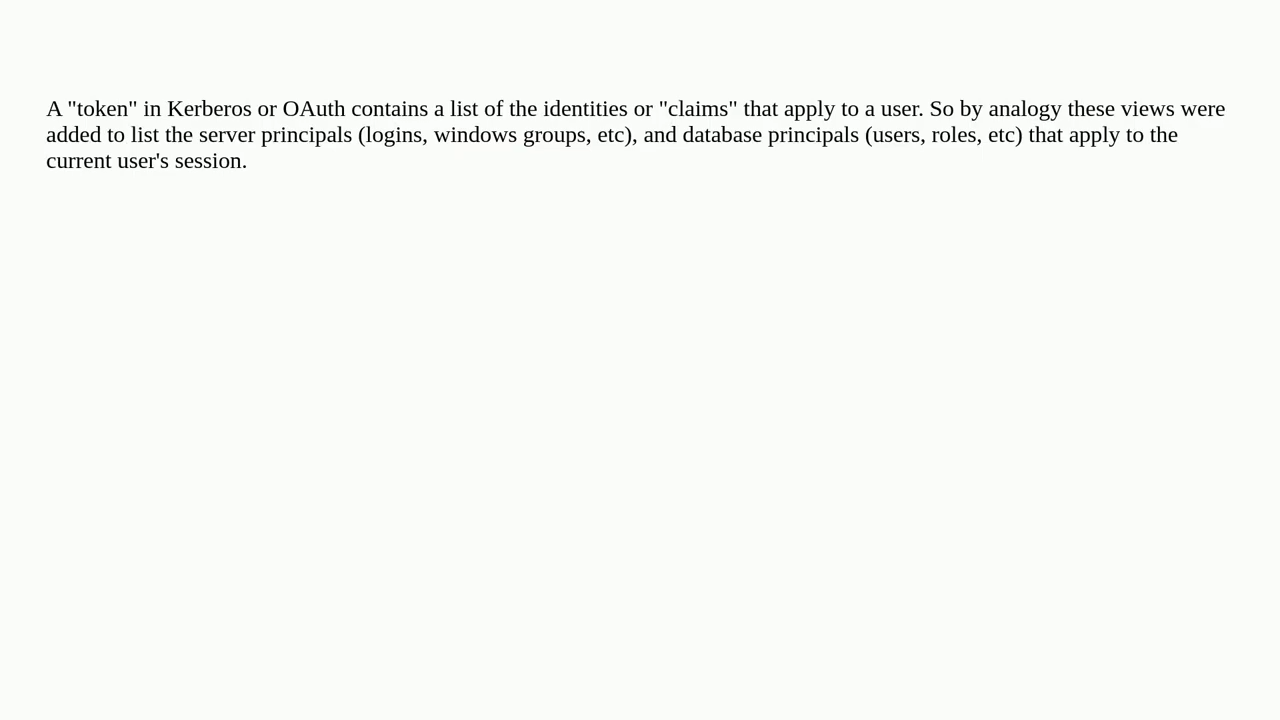 A "token" in Kerberos or OAuth contains a list of the identities or "claims" that apply to a user. So by analogy these views were
added to list the server principals (logins, windows groups, etc), and database principals (users, roles, etc) that apply to the
current user's session.